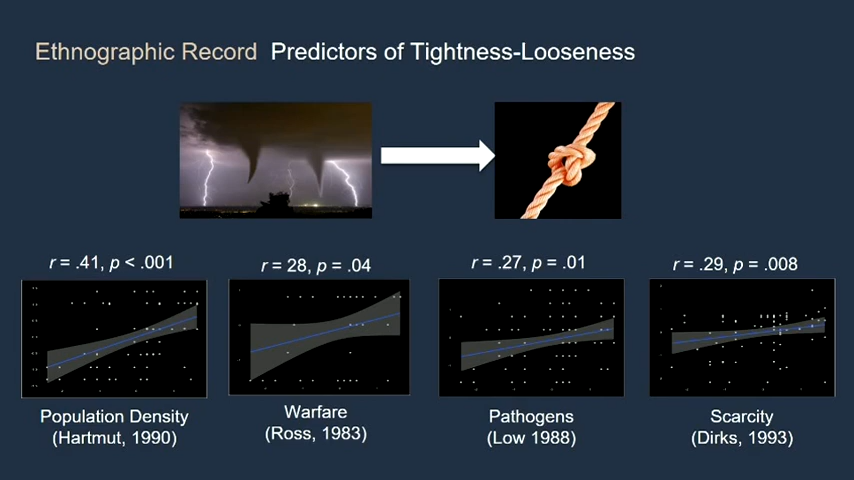 Ethnographic Record Predictors of Tightness-Looseness
r = .41, p < .001
r = 28, p = .04
r = .27, p = .01
r = .29, p = .008
Population Density
(Hartmut, 1990)
Warfare
(Ross, 1983)
Pathogens
(Low 1988)
Scarcity
(Dirks, 1993)